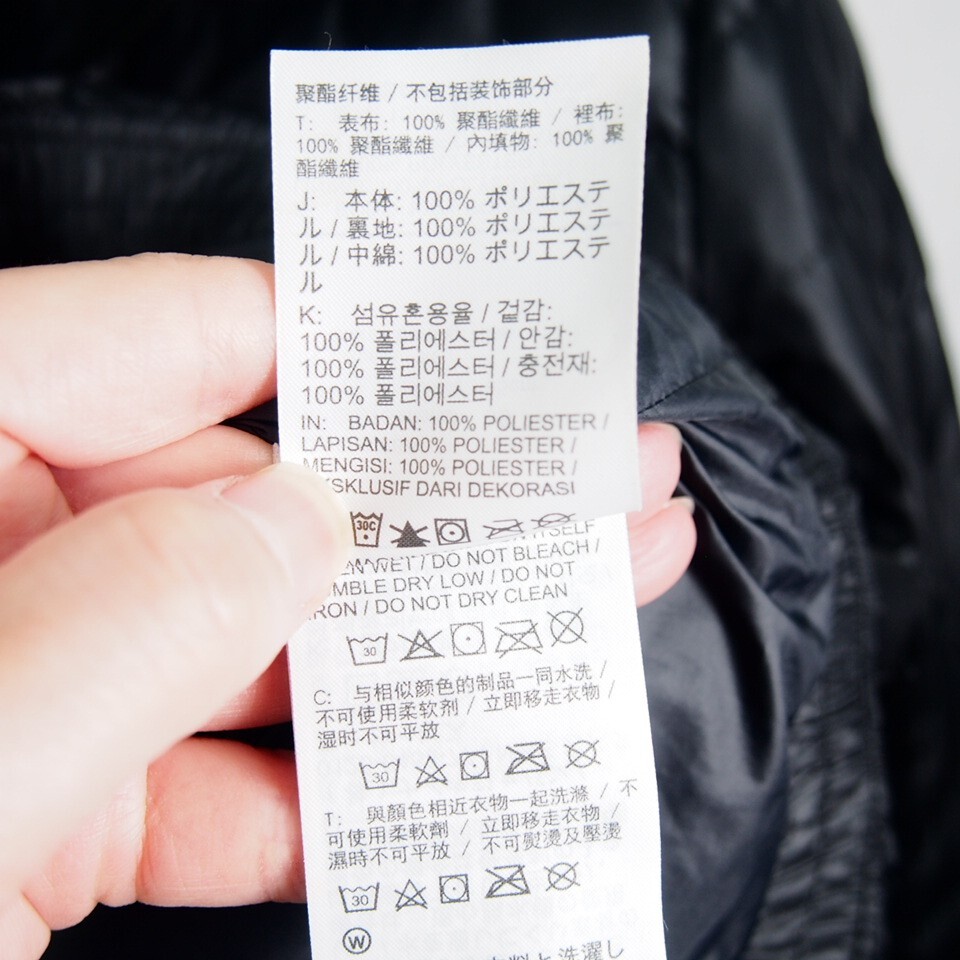 聚酯纤维 / 不包括装饰部分
T: 表布: 100% 聚酯纖維 / 裡布:
100% 聚酯纖維 / 內填物: 100% 聚
酯纖維
J: 本体: 100% ポリエステ
ル / 裏地: 100% ポリエステ
ル / 中綿: 100% ポリエステ
ル
K: 섬유혼용율 / 겉감:
100% 폴리에스터 / 안감:
100% 폴리에스터 / 충전재:
100% 폴리에스터
IN: BADAN: 100% POLIESTER /
LAPISAN: 100% POLIESTER /
MENGISI: 100% POLIESTER /
KSKLUSIF DARI DEKORASI
30C
WET / DO NOT BLEACH /
MBLE DRY LOW / DO NOT
RON / DO NOT DRY CLEAN
30
C: 与相似颜色的制品一同水洗 /
不可使用柔软剂 / 立即移走衣物 /
湿时不可平放
30
T: 與顏色相近衣物一起洗滌 / 不
可使用柔軟劑 / 立即移走衣物 /
濕時不可平放 / 不可熨燙及壓燙
30
W